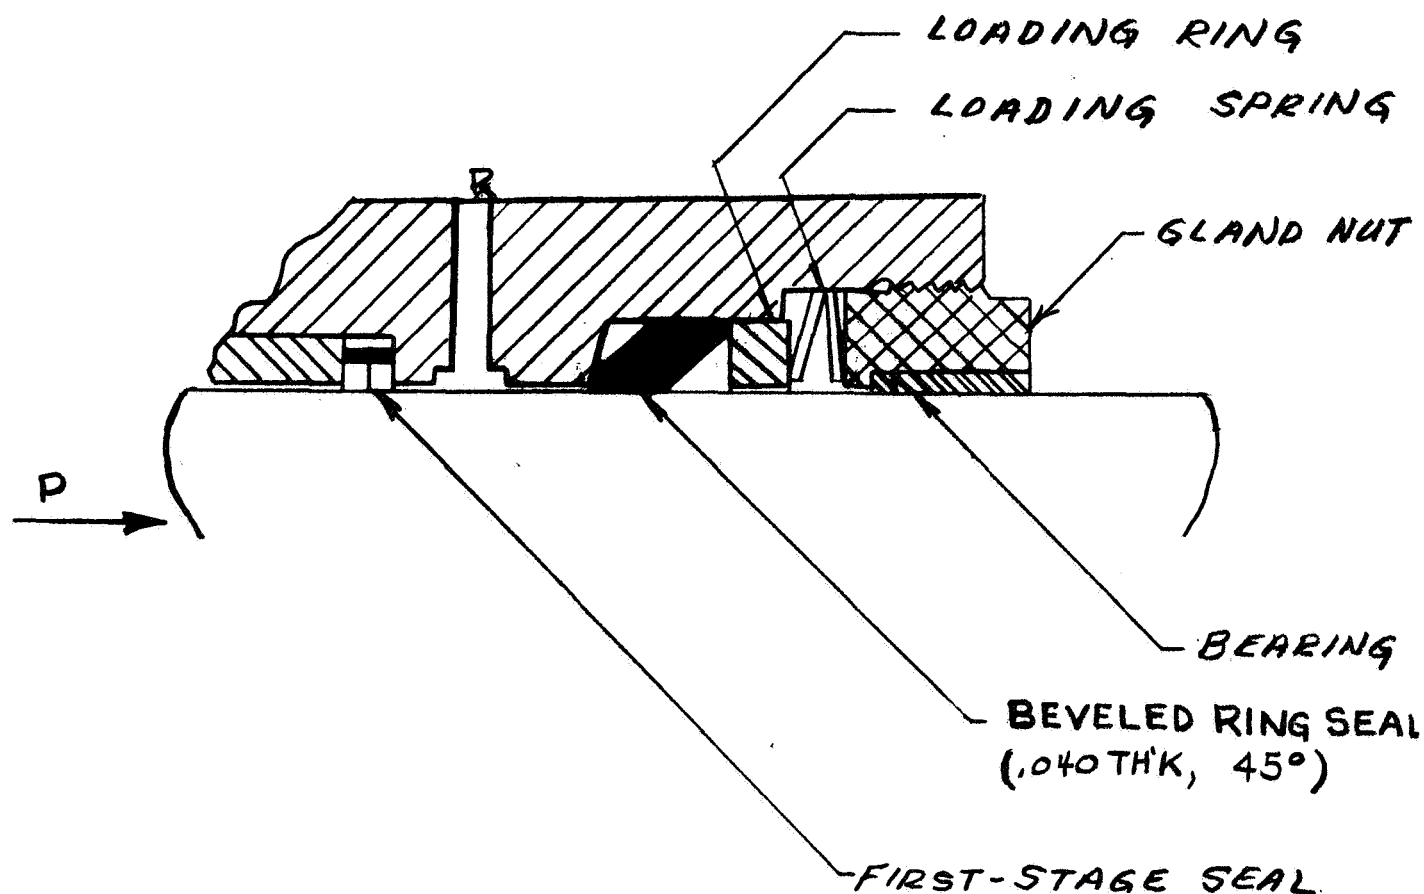 LOADING RING
LOADING SPRING
R
GLAND NUT
P
BEARING
BEVELED RING SEAL
(.040 TH'K, 45°)
FIRST-STAGE SEAL